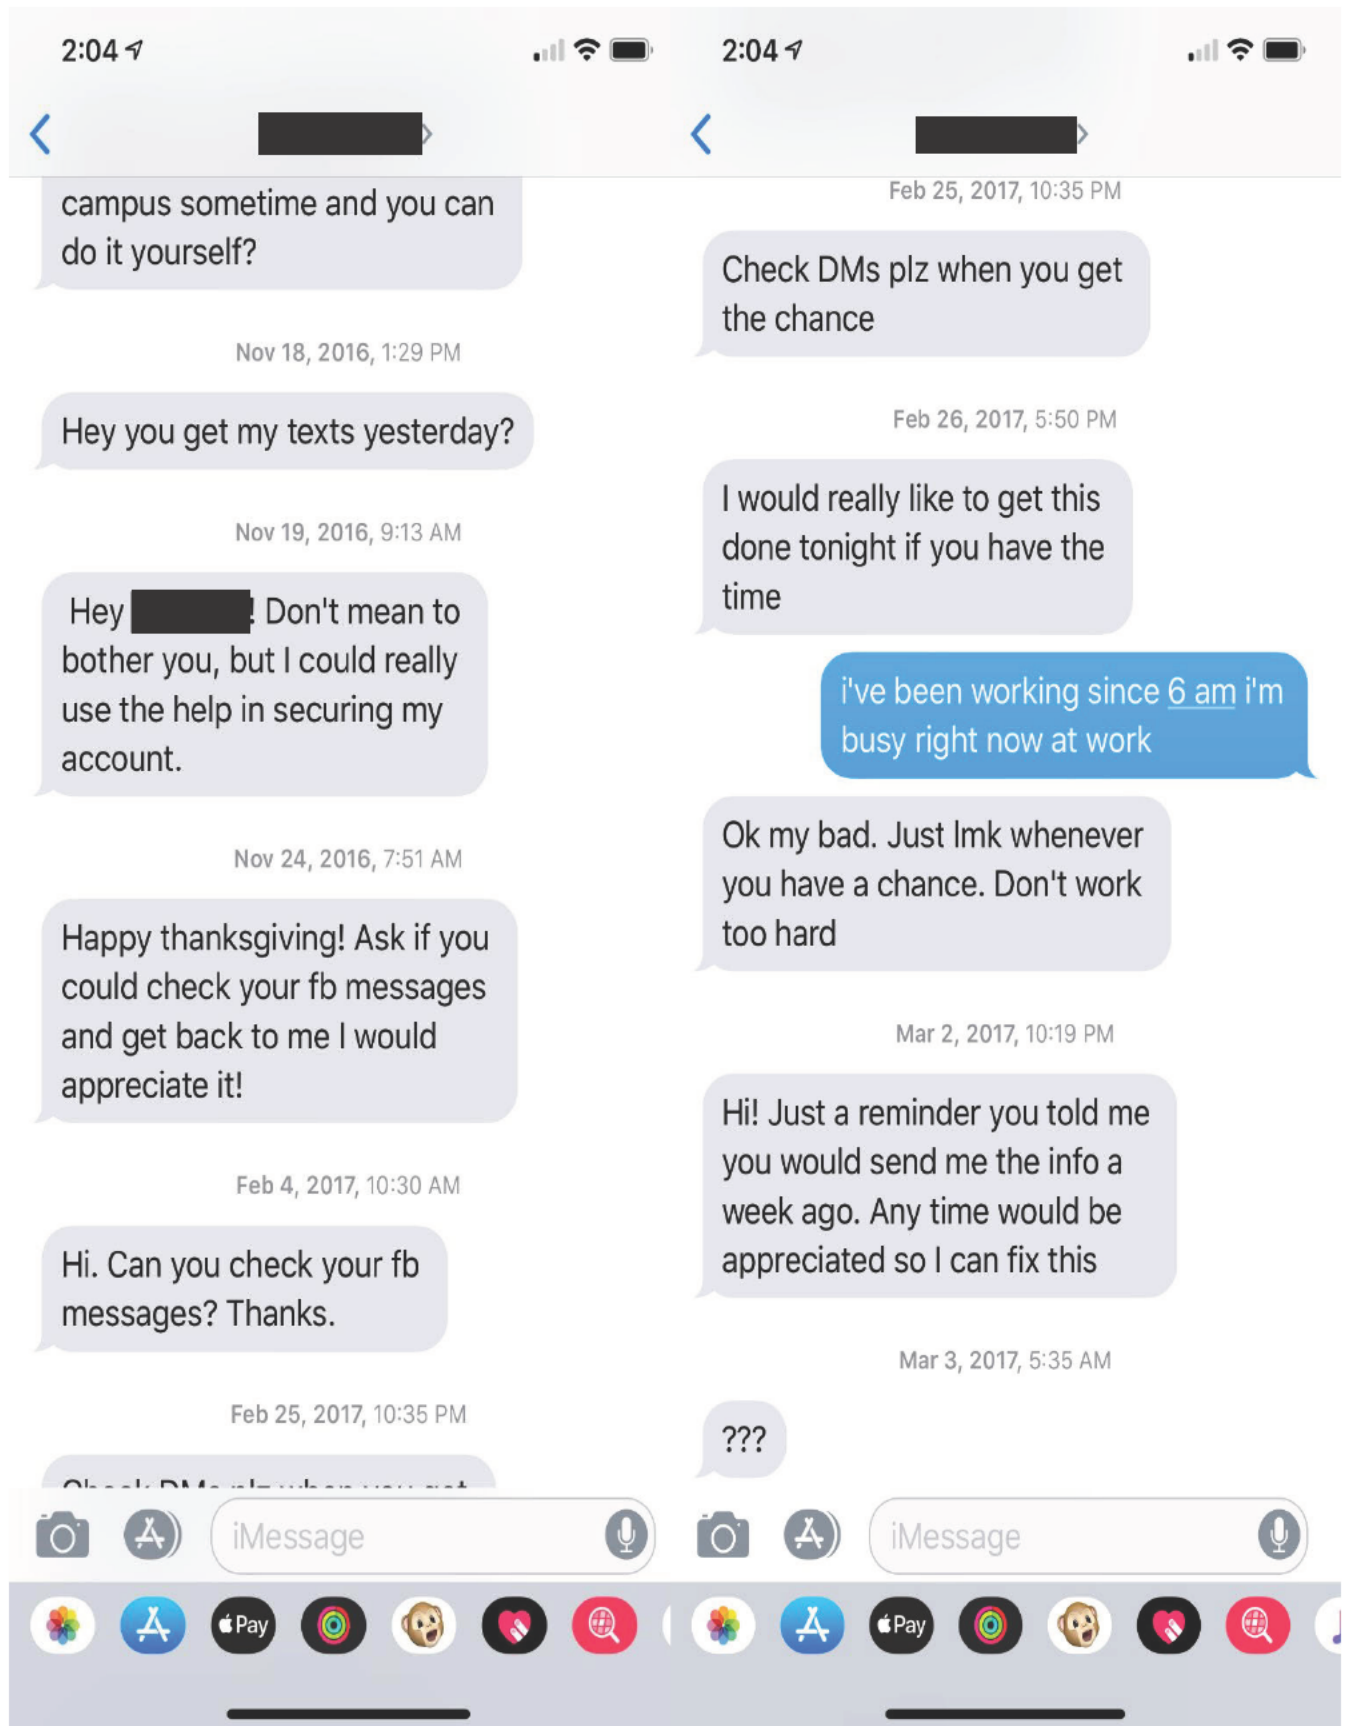 2:04
campus sometime and you can
do it yourself?
Nov 18, 2016, 1:29 PM
Hey you get my texts yesterday?
Nov 19, 2016, 9:13 AM
Hey ! Don't mean to
bother you, but I could really
use the help in securing my
account.
Nov 24, 2016, 7:51 AM
Happy thanksgiving! Ask if you
could check your fb messages
and get back to me I would
appreciate it!
Feb 4, 2017, 10:30 AM
Hi. Can you check your fb
messages? Thanks.
Feb 25, 2017, 10:35 PM
Check DMs plz when you get
iMessage
Pay
2:04
Feb 25, 2017, 10:35 PM
Check DMs plz when you get
the chance
Feb 26, 2017, 5:50 PM
I would really like to get this
done tonight if you have the
time
i've been working since 6 am i'm
busy right now at work
Ok my bad. Just lmk whenever
you have a chance. Don't work
too hard
Mar 2, 2017, 10:19 PM
Hi! Just a reminder you told me
you would send me the info a
week ago. Any time would be
appreciated so I can fix this
Mar 3, 2017, 5:35 AM
???
iMessage
Pay